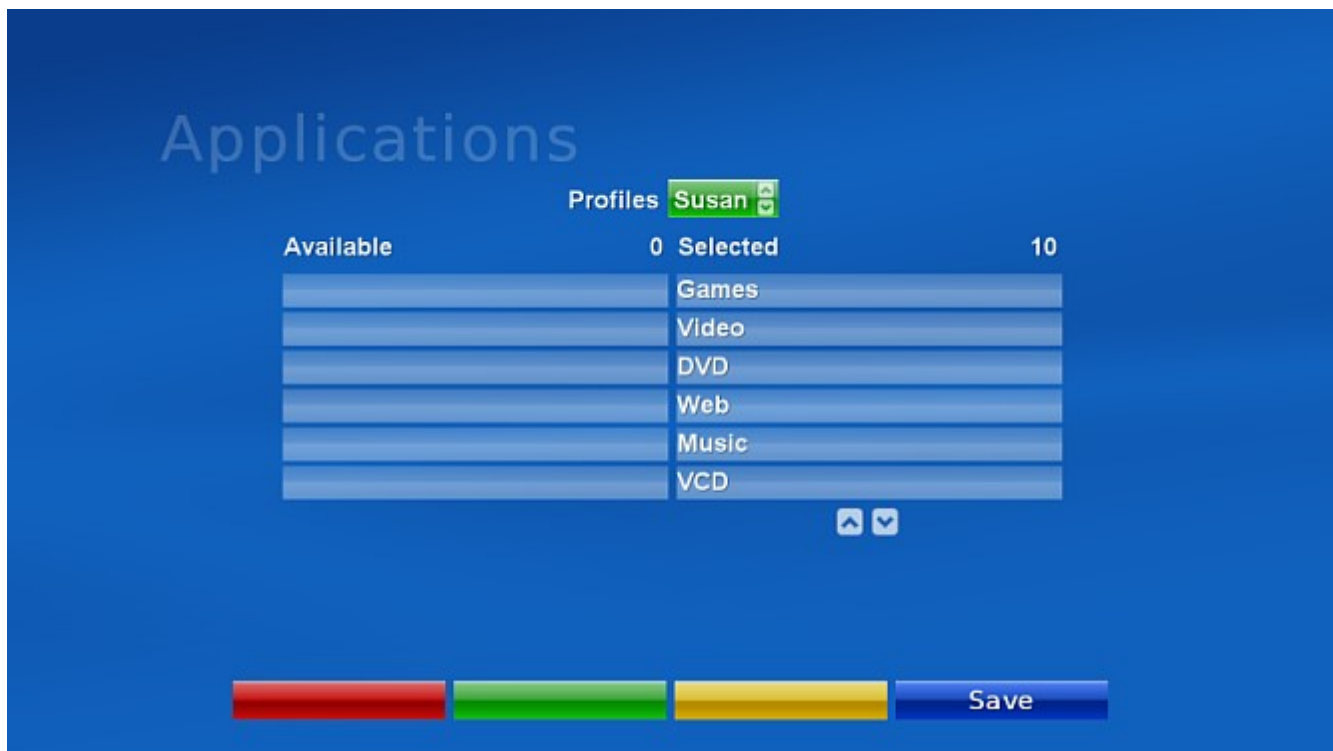 Applications
Profiles Susan
Available 0 Selected 10
Games
Video
DVD
Web
Music
VCD
Save